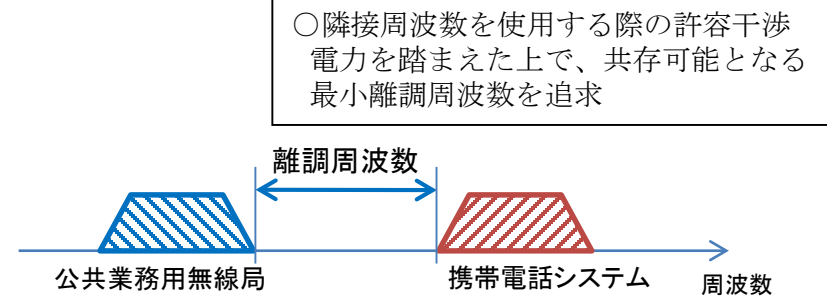 ○隣接周波数を使用する際の許容干渉
電力を踏まえた上で、共存可能となる
最小離調周波数を追求
離調周波数
公共業務用無線局
携帯電話システム
周波数